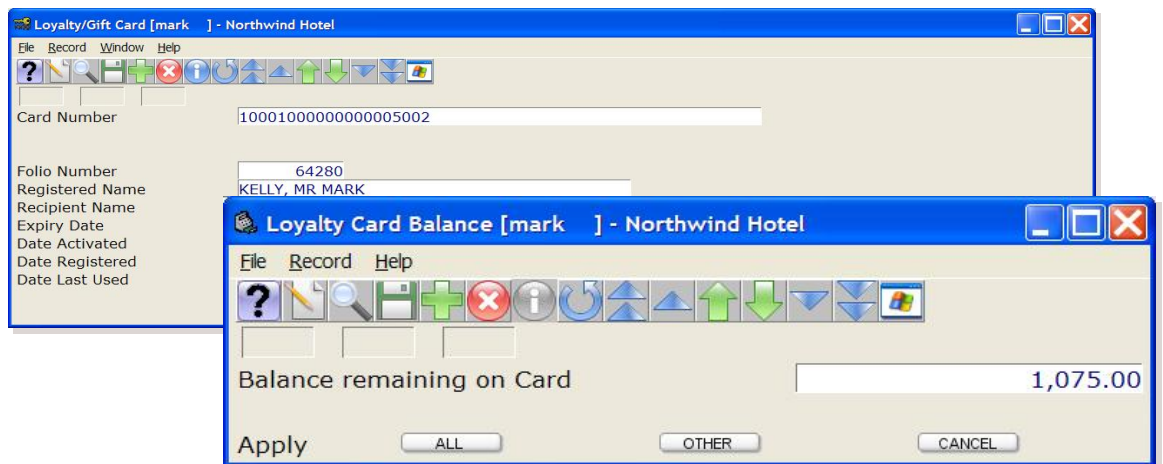 Loyalty/Gift Card [mark ] - Northwind Hotel
File Record Window Help
Card Number 10001000000000005002
Folio Number 64280
Registered Name KELLY, MR MARK
Recipient Name
Expiry Date
Date Activated
Date Registered
Date Last Used
Loyalty Card Balance [mark ] - Northwind Hotel
File Record Help
Balance remaining on Card 1,075.00
Apply ALL OTHER CANCEL